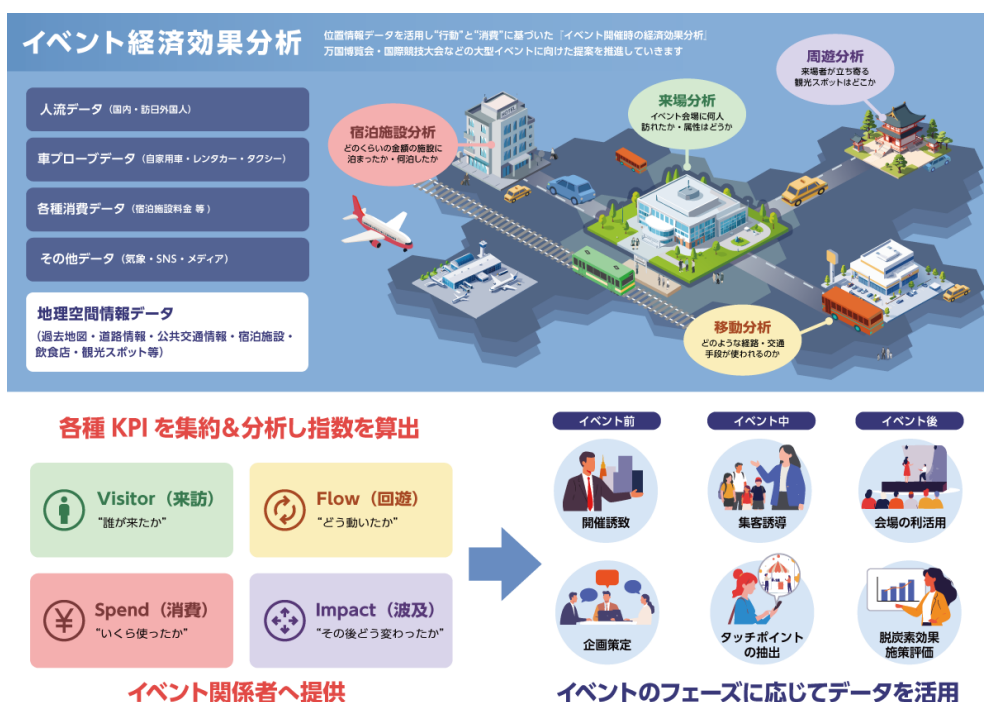 イベント経済効果分析
位置情報データを活用し“行動”と“消費”に基づいた「イベント開催時の経済効果分析」
万国博覧会・国際競技大会などの大型イベントに向けた提案を推進していきます
人流データ（国内・訪日外国人）
車プローブデータ（自家用車・レンタカー・タクシー）
各種消費データ（宿泊施設料金 等）
その他データ（気象・SNS・メディア）
地理空間情報データ
（過去地図・道路情報・公共交通情報・宿泊施設・
飲食店・観光スポット等）
宿泊施設分析
どのくらいの金額の施設に
泊まったか・何泊したか
来場分析
イベント会場に何人
訪れたか・属性はどうか
周遊分析
来場者が立ち寄る
観光スポットはどこか
移動分析
どのような経路・交通
手段が使われるのか
各種 KPI を集約＆分析し指数を算出
Visitor（来訪）
“誰が来たか”
Flow（回遊）
“どう動いたか”
Spend（消費）
“いくら使ったか”
Impact（波及）
“その後どう変わったか”
イベント関係者へ提供
イベント前
開催誘致
企画策定
イベント中
集客誘導
タッチポイント
の抽出
イベント後
会場の利活用
脱炭素効果
施策評価
イベントのフェーズに応じてデータを活用